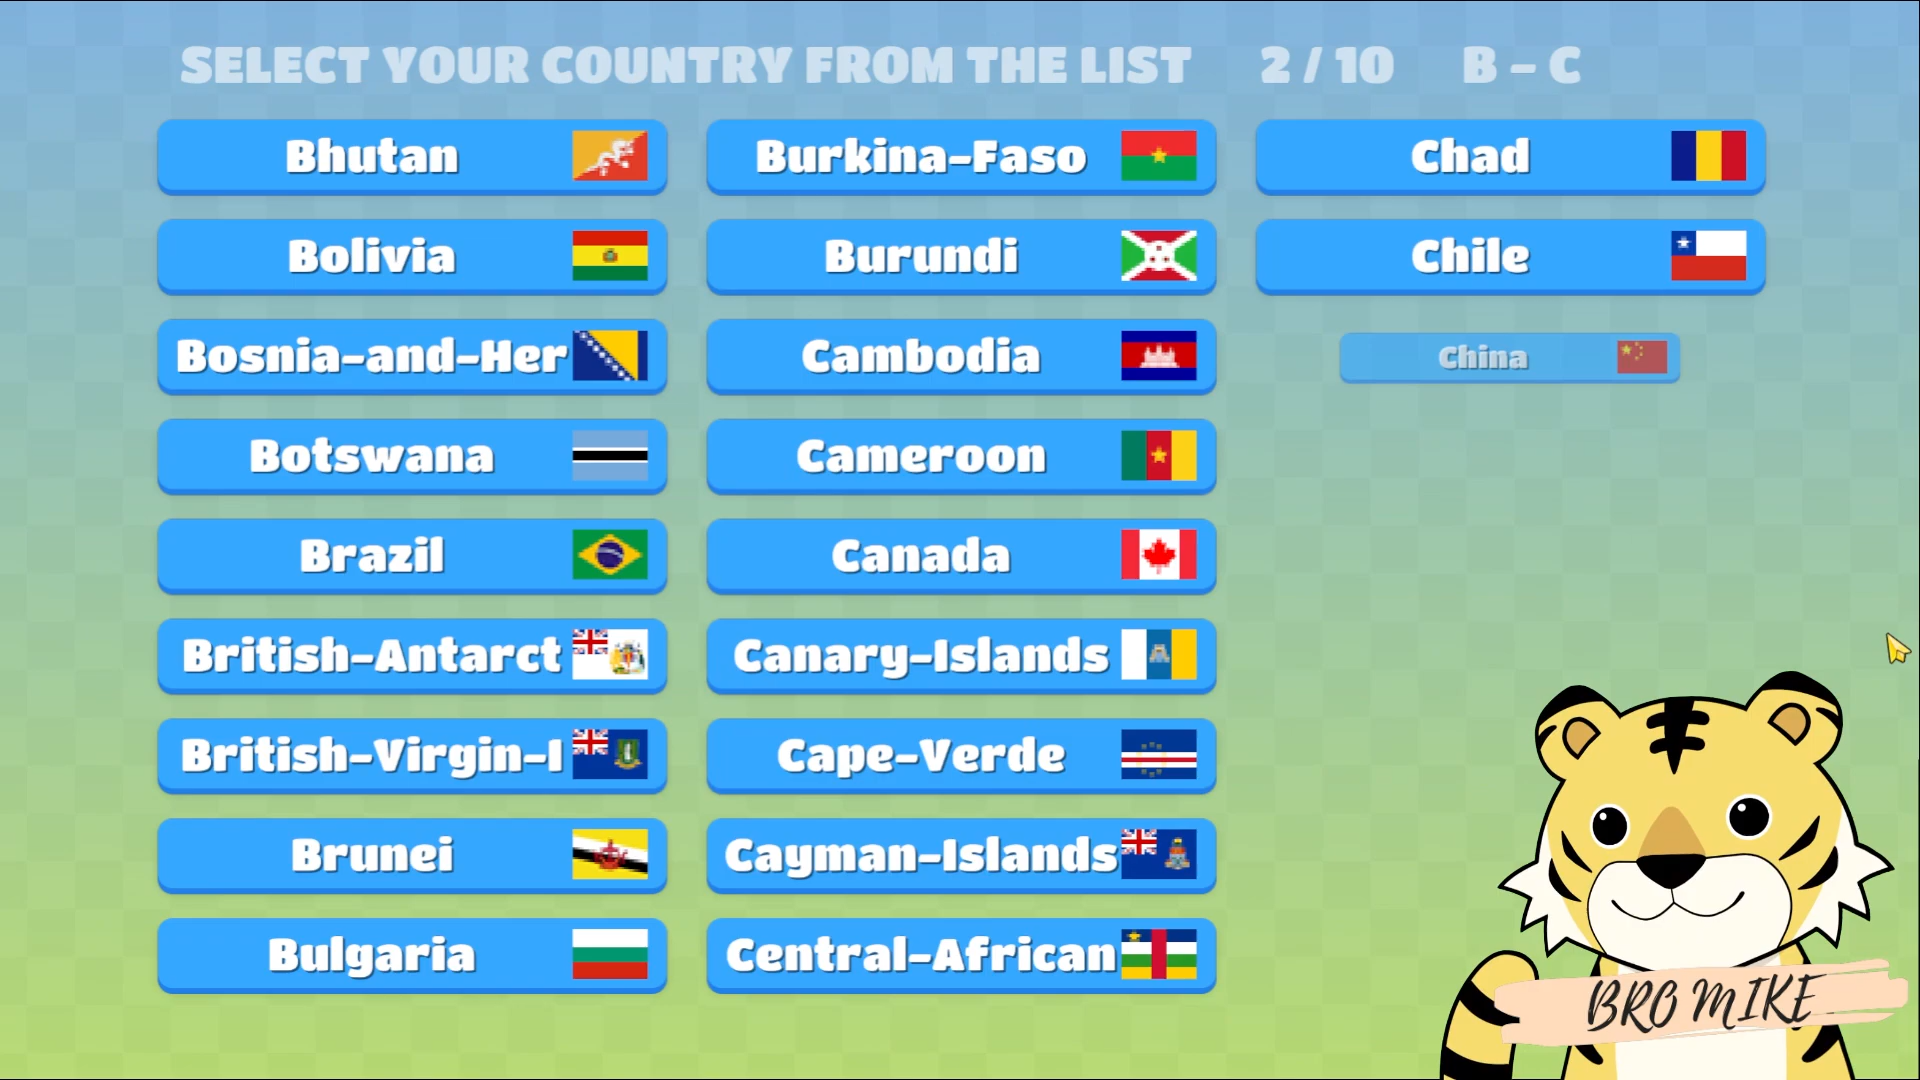 SELECT YOUR COUNTRY FROM THE LIST 2 / 10 B – C
Bhutan
Bolivia
Bosnia-and-Her
Botswana
Brazil
British-Antarct
British-Virgin-I
Brunei
Bulgaria
Burkina-Faso
Burundi
Cambodia
Cameroon
Canada
Canary-Islands
Cape-Verde
Cayman-Islands
Central-African
Chad
Chile
China
BRO MIKE